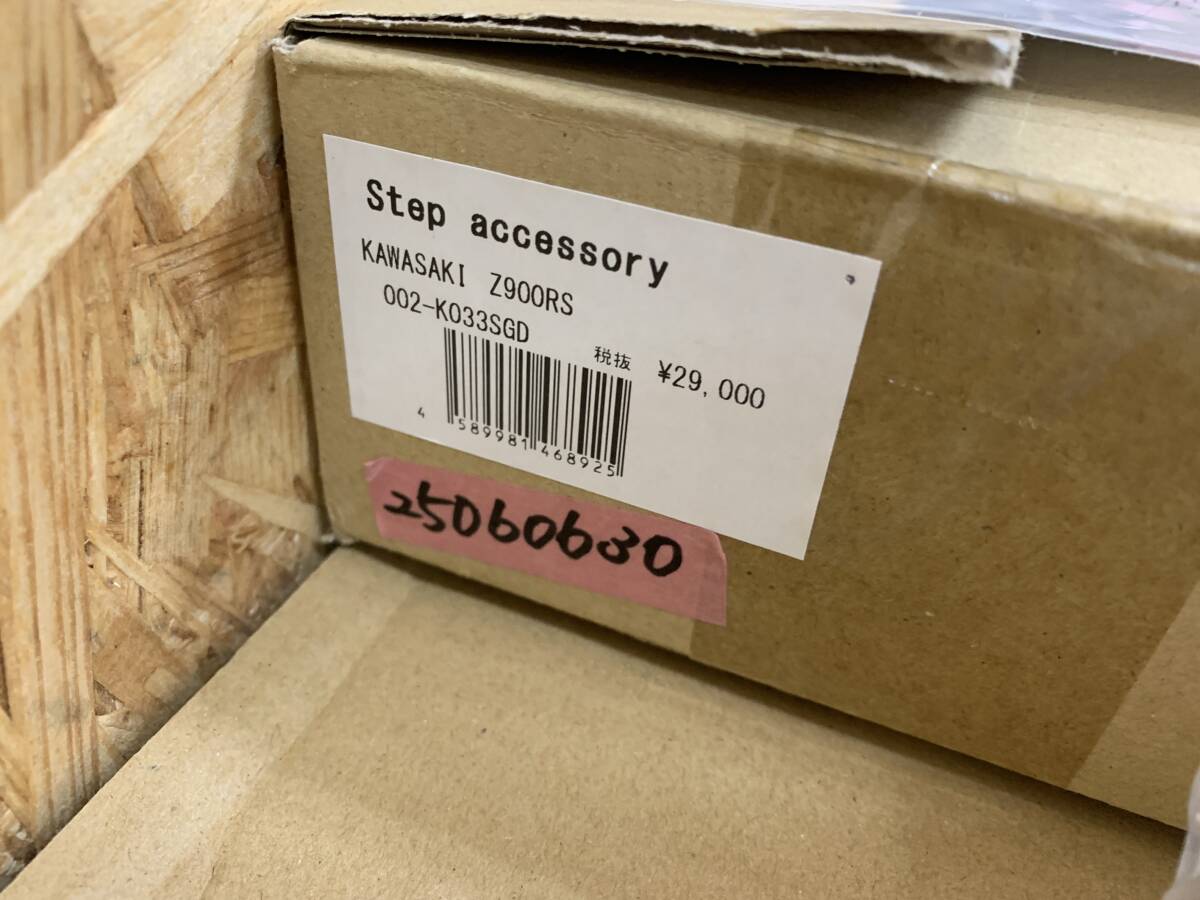 Step accessory
KAWASAKI Z900RS
002-K033SGD
税抜 ¥29,000
4 589981 468925
25060630